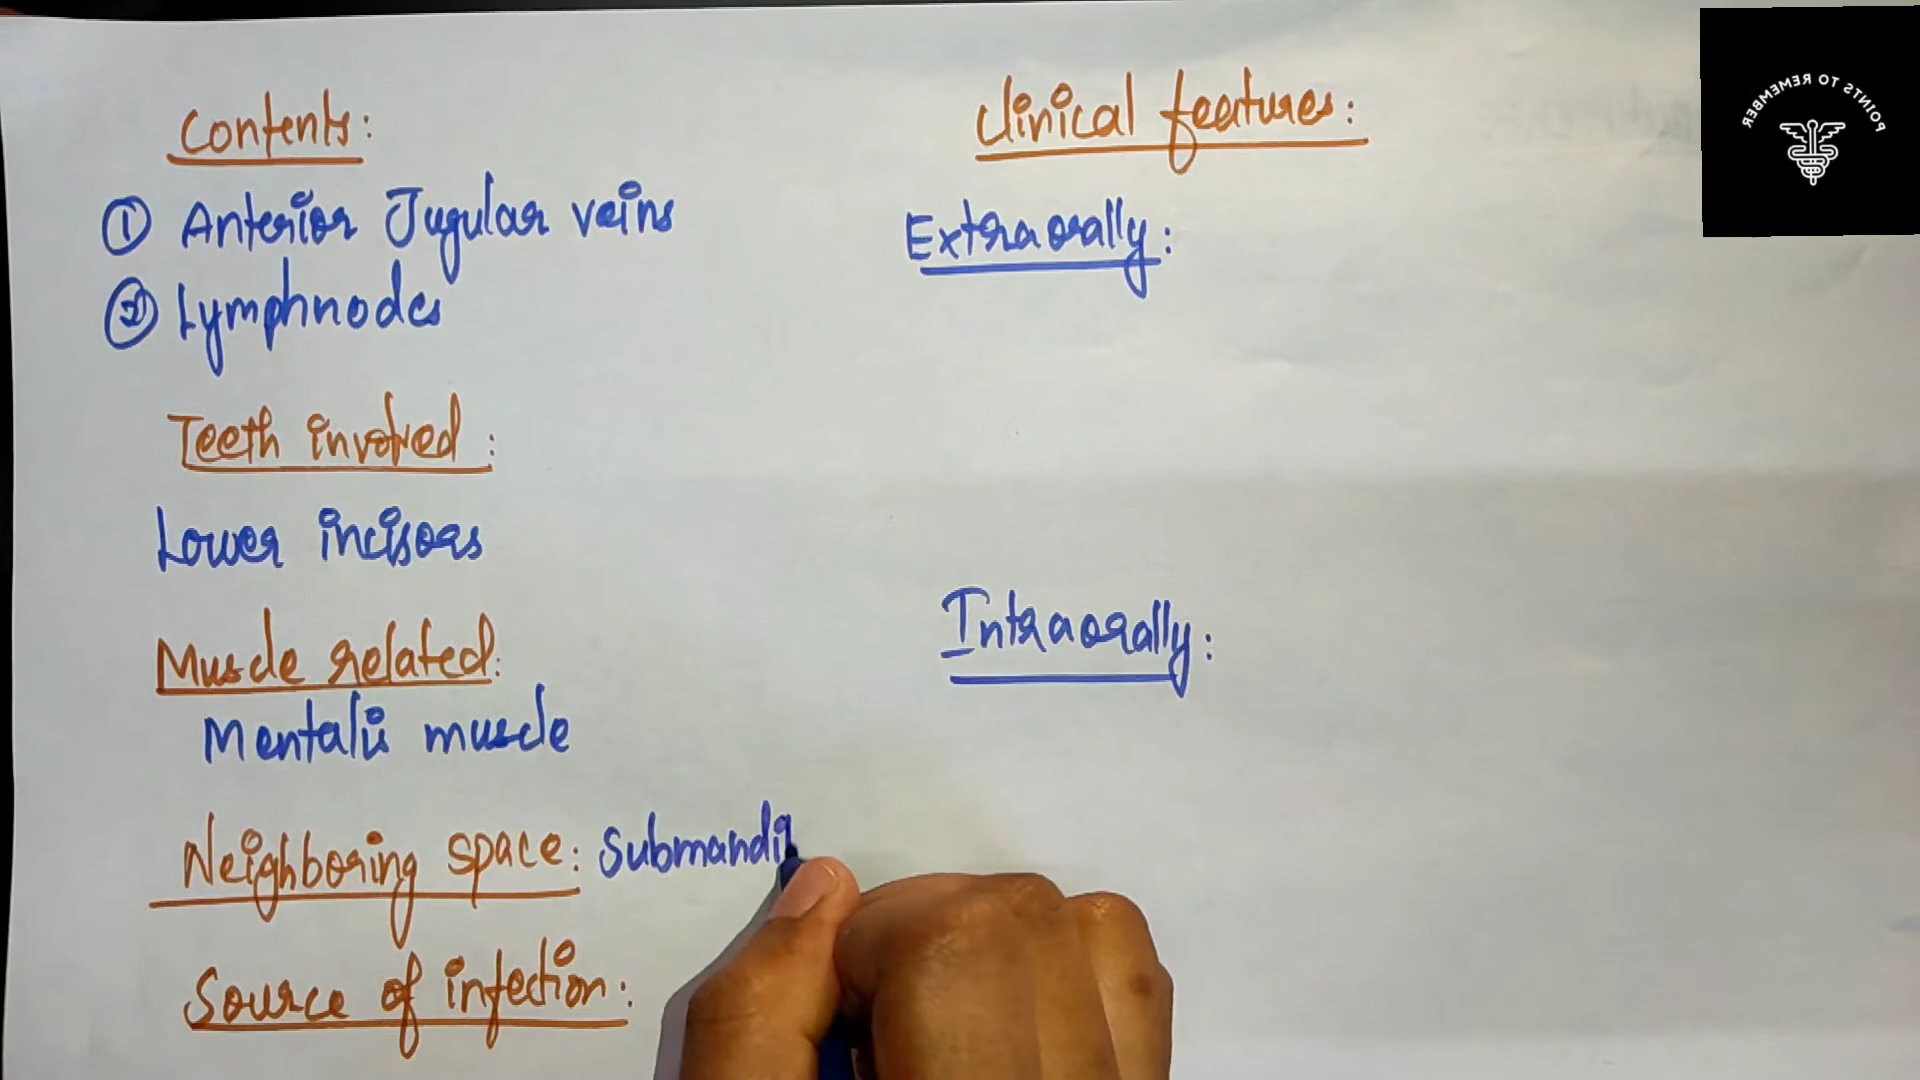 Contents:
① Anterior Jugular veins
② Lymphnodes
Teeth involved:
Lower incisors
Muscle related:
Mentalis muscle
Neighboring space: Submandi
Source of infection:
Clinical features:
Extraorally:
Intraorally:
POINTS TO REMEMBER